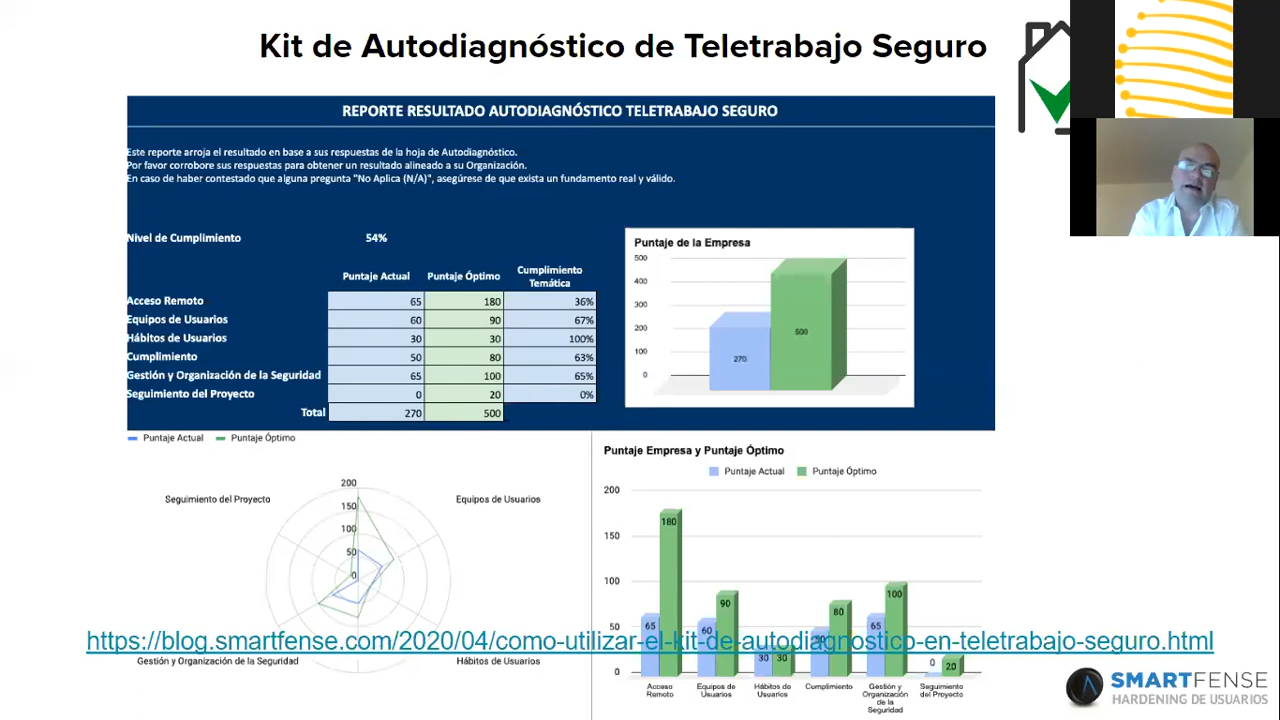 Kit de Autodiagnóstico de Teletrabajo Seguro
REPORTE RESULTADO AUTODIAGNÓSTICO TELETRABAJO SEGURO
Este reporte arroja el resultado en base a sus respuestas de la hoja de Autodiagnóstico.
Por favor corrobore sus respuestas para obtener un resultado alineado a su Organización.
En caso de haber contestado que alguna pregunta "No Aplica (N/A)", asegúrese de que exista un fundamento real y válido.
Nivel de Cumplimiento 54%
Puntaje Actual Puntaje Óptimo Cumplimiento
Temática
Acceso Remoto 65 180 36%
Equipos de Usuarios 60 90 67%
Hábitos de Usuarios 30 30 100%
Cumplimiento 50 80 63%
Gestión y Organización de la Seguridad 65 100 65%
Seguimiento del Proyecto 0 20 0%
Total 270 500
Puntaje de la Empresa
500
400
300
200
100
0
270
500
Puntaje Actual Puntaje Óptimo
200
150
100
50
0
Seguimiento del Proyecto
Equipos de Usuarios
Gestión y Organización de la Seguridad
Hábitos de Usuarios
Puntaje Empresa y Puntaje Óptimo
Puntaje Actual Puntaje Óptimo
200
150
100
50
0
65 180
60 90
30 30
50 80
65 100
0 20
Acceso
Remoto
Equipos de
Usuarios
Hábitos de
Usuarios
Cumplimiento
Gestión y
Organización
de la
Seguridad
Seguimiento
del Proyecto
https://blog.smartfense.com/2020/04/como-utilizar-el-kit-de-autodiagnostico-en-teletrabajo-seguro.html
SMARTFENSE
HARDENING DE USUARIOS